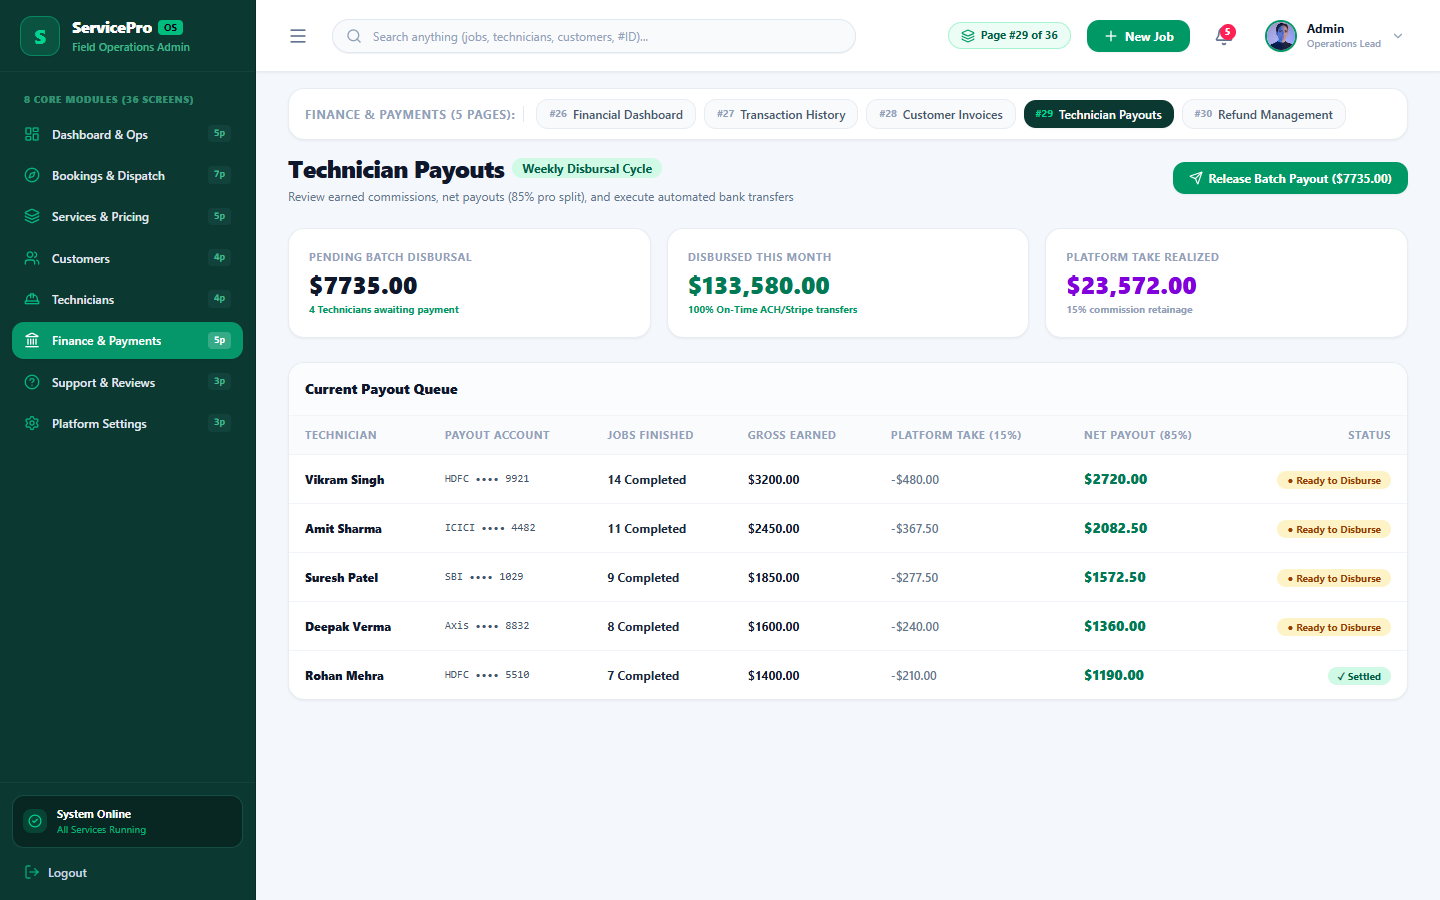 S
ServicePro OS
Field Operations Admin
8 CORE MODULES (36 SCREENS)
Dashboard & Ops 5p
Bookings & Dispatch 7p
Services & Pricing 5p
Customers 4p
Technicians 4p
Finance & Payments 5p
Support & Reviews 3p
Platform Settings 3p
System Online
All Services Running
Logout
Search anything (jobs, technicians, customers, #ID)...
Page #29 of 36
New Job
5
Admin
Operations Lead
FINANCE & PAYMENTS (5 PAGES):
#26 Financial Dashboard
#27 Transaction History
#28 Customer Invoices
#29 Technician Payouts
#30 Refund Management
Technician Payouts Weekly Disbursal Cycle
Review earned commissions, net payouts (85% pro split), and execute automated bank transfers
Release Batch Payout ($7735.00)
PENDING BATCH DISBURSAL
$7735.00
4 Technicians awaiting payment
DISBURSED THIS MONTH
$133,580.00
100% On-Time ACH/Stripe transfers
PLATFORM TAKE REALIZED
$23,572.00
15% commission retainage
Current Payout Queue
TECHNICIAN PAYOUT ACCOUNT JOBS FINISHED GROSS EARNED PLATFORM TAKE (15%) NET PAYOUT (85%) STATUS
Vikram Singh HDFC •••• 9921 14 Completed $3200.00 -$480.00 $2720.00 • Ready to Disburse
Amit Sharma ICICI •••• 4482 11 Completed $2450.00 -$367.50 $2082.50 • Ready to Disburse
Suresh Patel SBI •••• 1029 9 Completed $1850.00 -$277.50 $1572.50 • Ready to Disburse
Deepak Verma Axis •••• 8832 8 Completed $1600.00 -$240.00 $1360.00 • Ready to Disburse
Rohan Mehra HDFC •••• 5510 7 Completed $1400.00 -$210.00 $1190.00 ✓ Settled